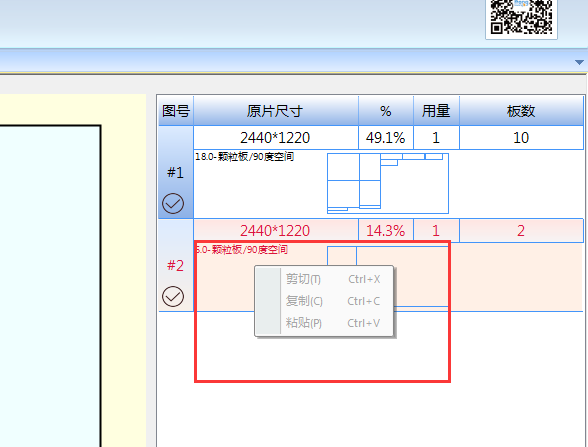 图号 原片尺寸 % 用量 板数
2440*1220 49.1% 1 10
#1
18.0-颗粒板/90度空间
2440*1220 14.3% 1 2
#2
5.0-颗粒板/90度空间
剪切(T) Ctrl+X
复制(C) Ctrl+C
粘贴(P) Ctrl+V